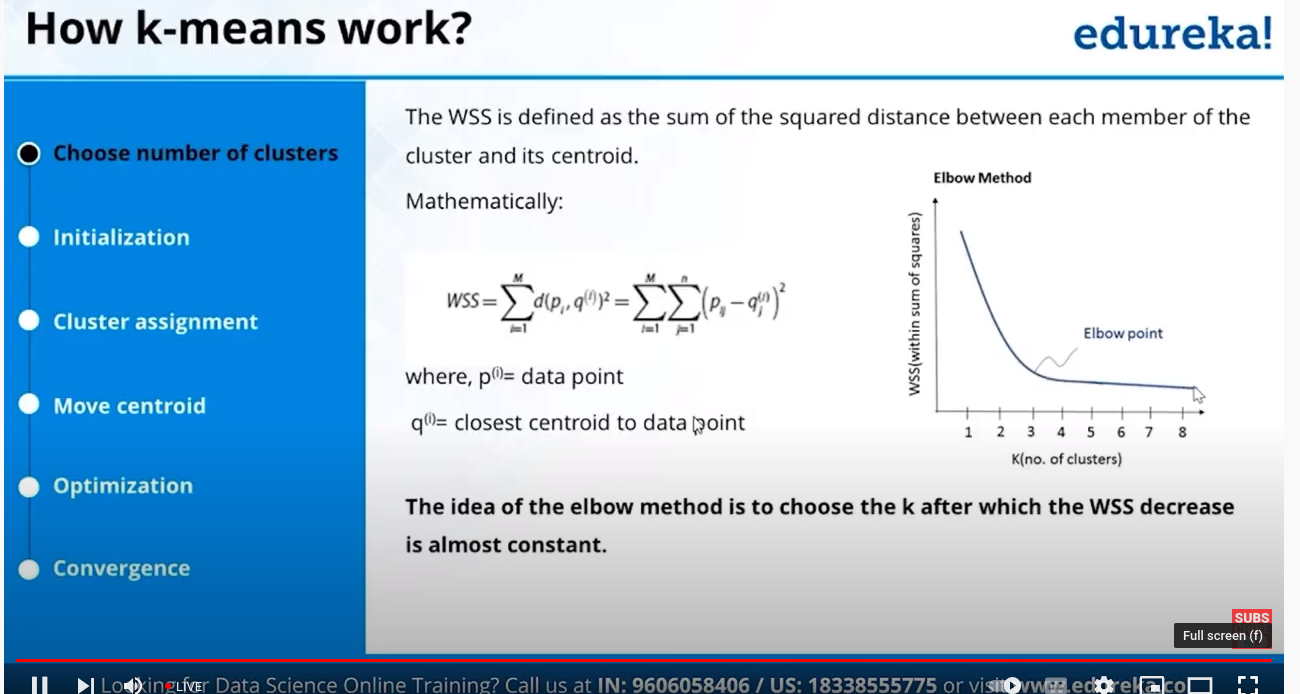 How k-means work?
edureka!
Choose number of clusters
Initialization
Cluster assignment
Move centroid
Optimization
Convergence
The WSS is defined as the sum of the squared distance between each member of the
cluster and its centroid.
Mathematically:
WSS = ∑_{i=1}^{M} d(p_i, q^{(i)})² = ∑_{i=1}^{M} ∑_{j=1}^{n} (p_{ij} − q_j^{(i)})²
where, p⁽ⁱ⁾= data point
q⁽ⁱ⁾= closest centroid to data point
Elbow Method
WSS(within sum of squares)
Elbow point
1 2 3 4 5 6 7 8
K(no. of clusters)
The idea of the elbow method is to choose the k after which the WSS decrease
is almost constant.
SUBS
Full screen (f)
LIVE
Looking for Data Science Online Training? Call us at IN: 9606058406 / US: 18338555775 or visit www.edureka.co